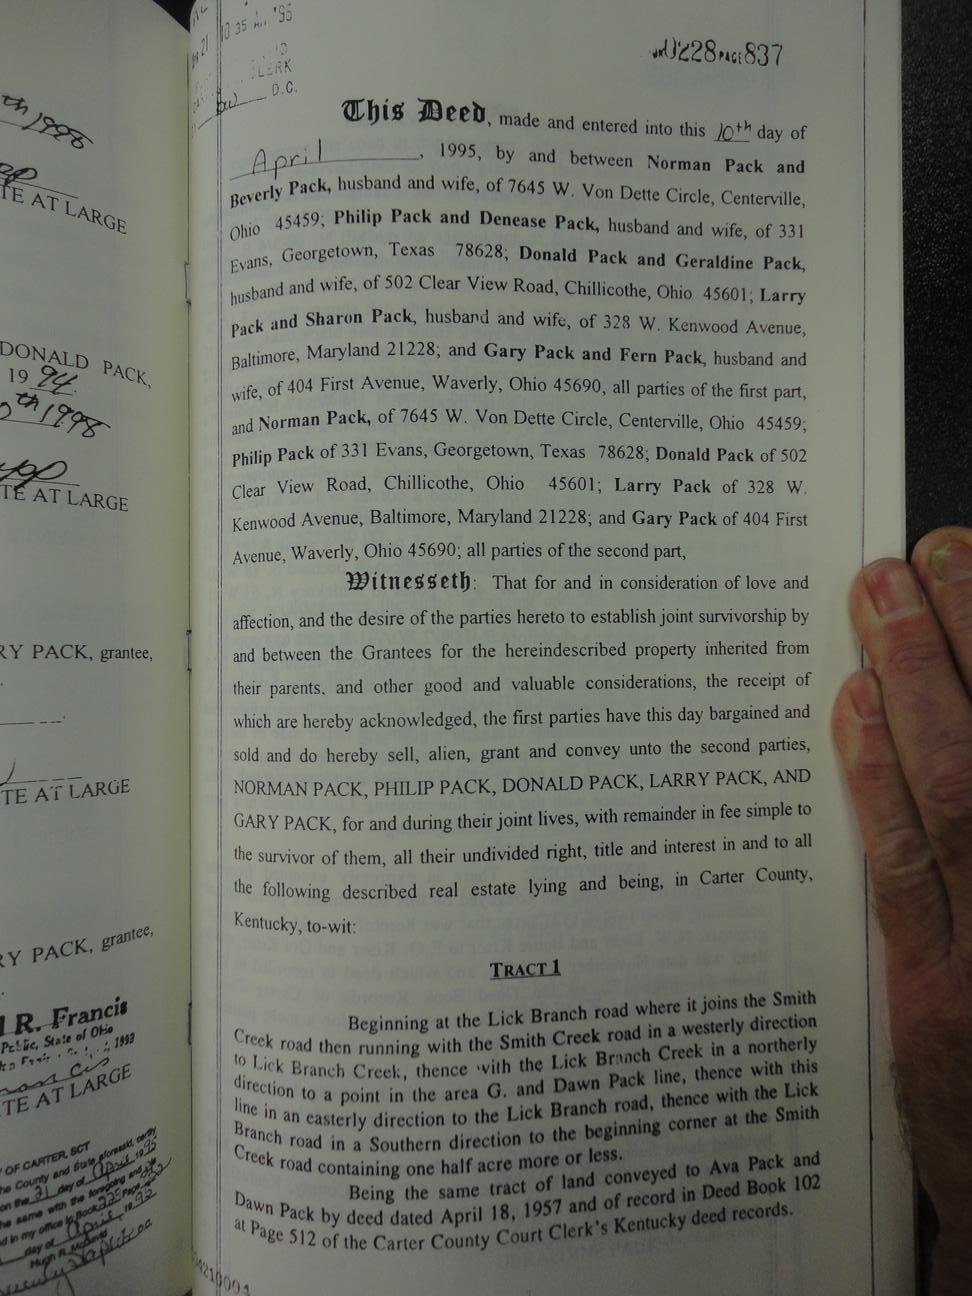 th 1998
TE AT LARGE
DONALD PACK,
19 94
th 1998
TE AT LARGE
RY PACK, grantee,
TE AT LARGE
RY PACK, grantee,
R. Francis
Public, State of Ohio
1993
TE AT LARGE
OF CARTER, SCT
10 35 AM '95
CLERK
D.C.
0228 PAGE 837
This Deed, made and entered into this 10th day of
April, 1995, by and between Norman Pack and
Beverly Pack, husband and wife, of 7645 W. Von Dette Circle, Centerville,
Ohio 45459; Philip Pack and Denease Pack, husband and wife, of 331
Evans, Georgetown, Texas 78628; Donald Pack and Geraldine Pack,
husband and wife, of 502 Clear View Road, Chillicothe, Ohio 45601; Larry
Pack and Sharon Pack, husband and wife, of 328 W. Kenwood Avenue,
Baltimore, Maryland 21228; and Gary Pack and Fern Pack, husband and
wife, of 404 First Avenue, Waverly, Ohio 45690, all parties of the first part,
and Norman Pack, of 7645 W. Von Dette Circle, Centerville, Ohio 45459;
Philip Pack of 331 Evans, Georgetown, Texas 78628; Donald Pack of 502
Clear View Road, Chillicothe, Ohio 45601; Larry Pack of 328 W.
Kenwood Avenue, Baltimore, Maryland 21228; and Gary Pack of 404 First
Avenue, Waverly, Ohio 45690; all parties of the second part,
Witnesseth: That for and in consideration of love and
affection, and the desire of the parties hereto to establish joint survivorship by
and between the Grantees for the hereindescribed property inherited from
their parents, and other good and valuable considerations, the receipt of
which are hereby acknowledged, the first parties have this day bargained and
sold and do hereby sell, alien, grant and convey unto the second parties,
NORMAN PACK, PHILIP PACK, DONALD PACK, LARRY PACK, AND
GARY PACK, for and during their joint lives, with remainder in fee simple to
the survivor of them, all their undivided right, title and interest in and to all
the following described real estate lying and being, in Carter County,
Kentucky, to-wit:
TRACT 1
Beginning at the Lick Branch road where it joins the Smith
Creek road then running with the Smith Creek road in a westerly direction
to Lick Branch Creek, thence with the Lick Branch Creek in a northerly
direction to a point in the area G. and Dawn Pack line, thence with this
line in an easterly direction to the Lick Branch road, thence with the Lick
Branch road in a Southern direction to the beginning corner at the Smith
Creek road containing one half acre more or less.
Being the same tract of land conveyed to Ava Pack and
Dawn Pack by deed dated April 18, 1957 and of record in Deed Book 102
at Page 512 of the Carter County Court Clerk's Kentucky deed records.